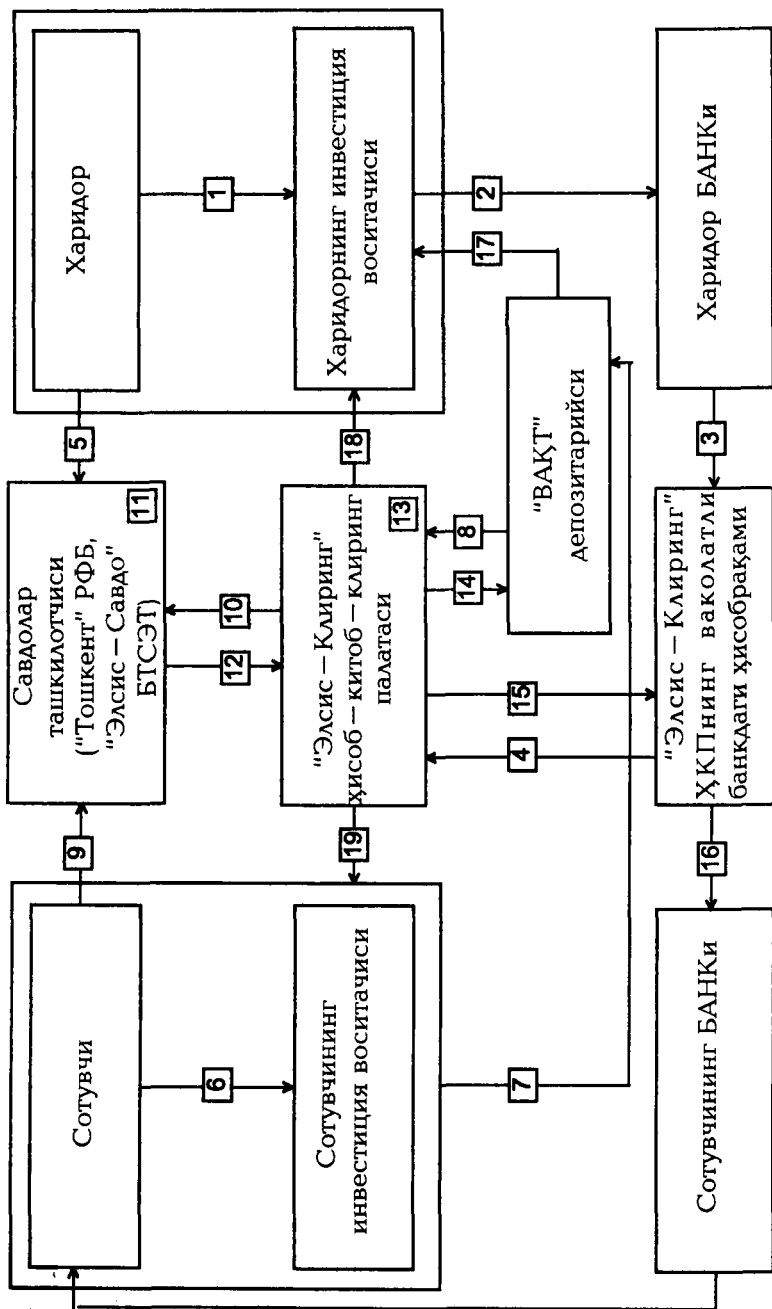 Сотувчи
6
Сотувчининг
инвестиция воситачиси
7
Сотувчининг БАНКи
9
19
16
Савдолар
ташкилотчиси
("Тошкент" РФБ,
"Элсис – Савдо"
БТСЭТ)
11
10
12
"Элсис – Клиринг"
ҳисоб – китоб – клиринг
палатаси
13
4
15
"Элсис – Клиринг"
ҲКПнинг ваколатли
банкдаги ҳисобрақами
8
14
"ВАҚТ"
депозитарийси
5
18
17
3
Харидор
1
Харидорнинг инвестиция
воситачиси
2
Харидор БАНКи